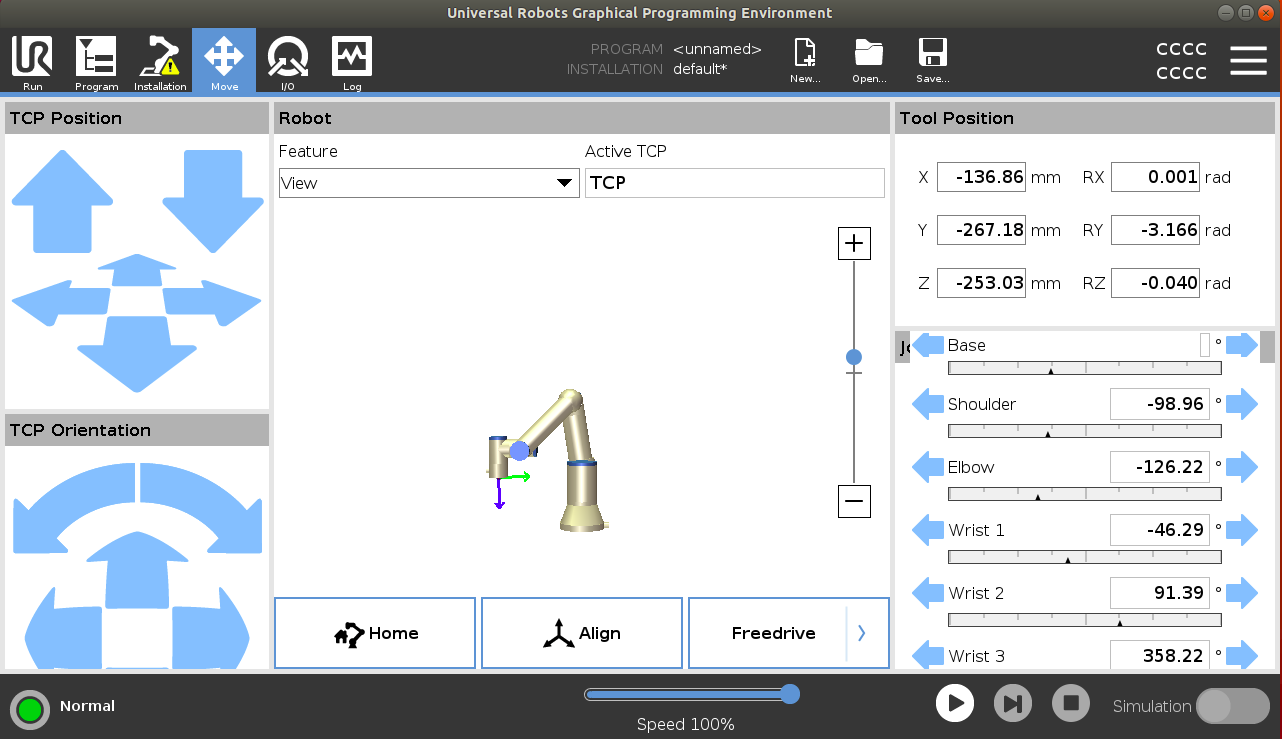 Universal Robots Graphical Programming Environment
UR
Run
Program
Installation
Move
I/O
Log
PROGRAM <unnamed>
INSTALLATION default*
New...
Open...
Save...
CCCC
CCCC
TCP Position
Robot
Tool Position
Feature
Active TCP
View
TCP
X -136.86 mm RX 0.001 rad
Y -267.18 mm RY -3.166 rad
Z -253.03 mm RZ -0.040 rad
Base °
Shoulder -98.96 °
Elbow -126.22 °
Wrist 1 -46.29 °
Wrist 2 91.39 °
Wrist 3 358.22 °
TCP Orientation
Home
Align
Freedrive
Normal
Speed 100%
Simulation